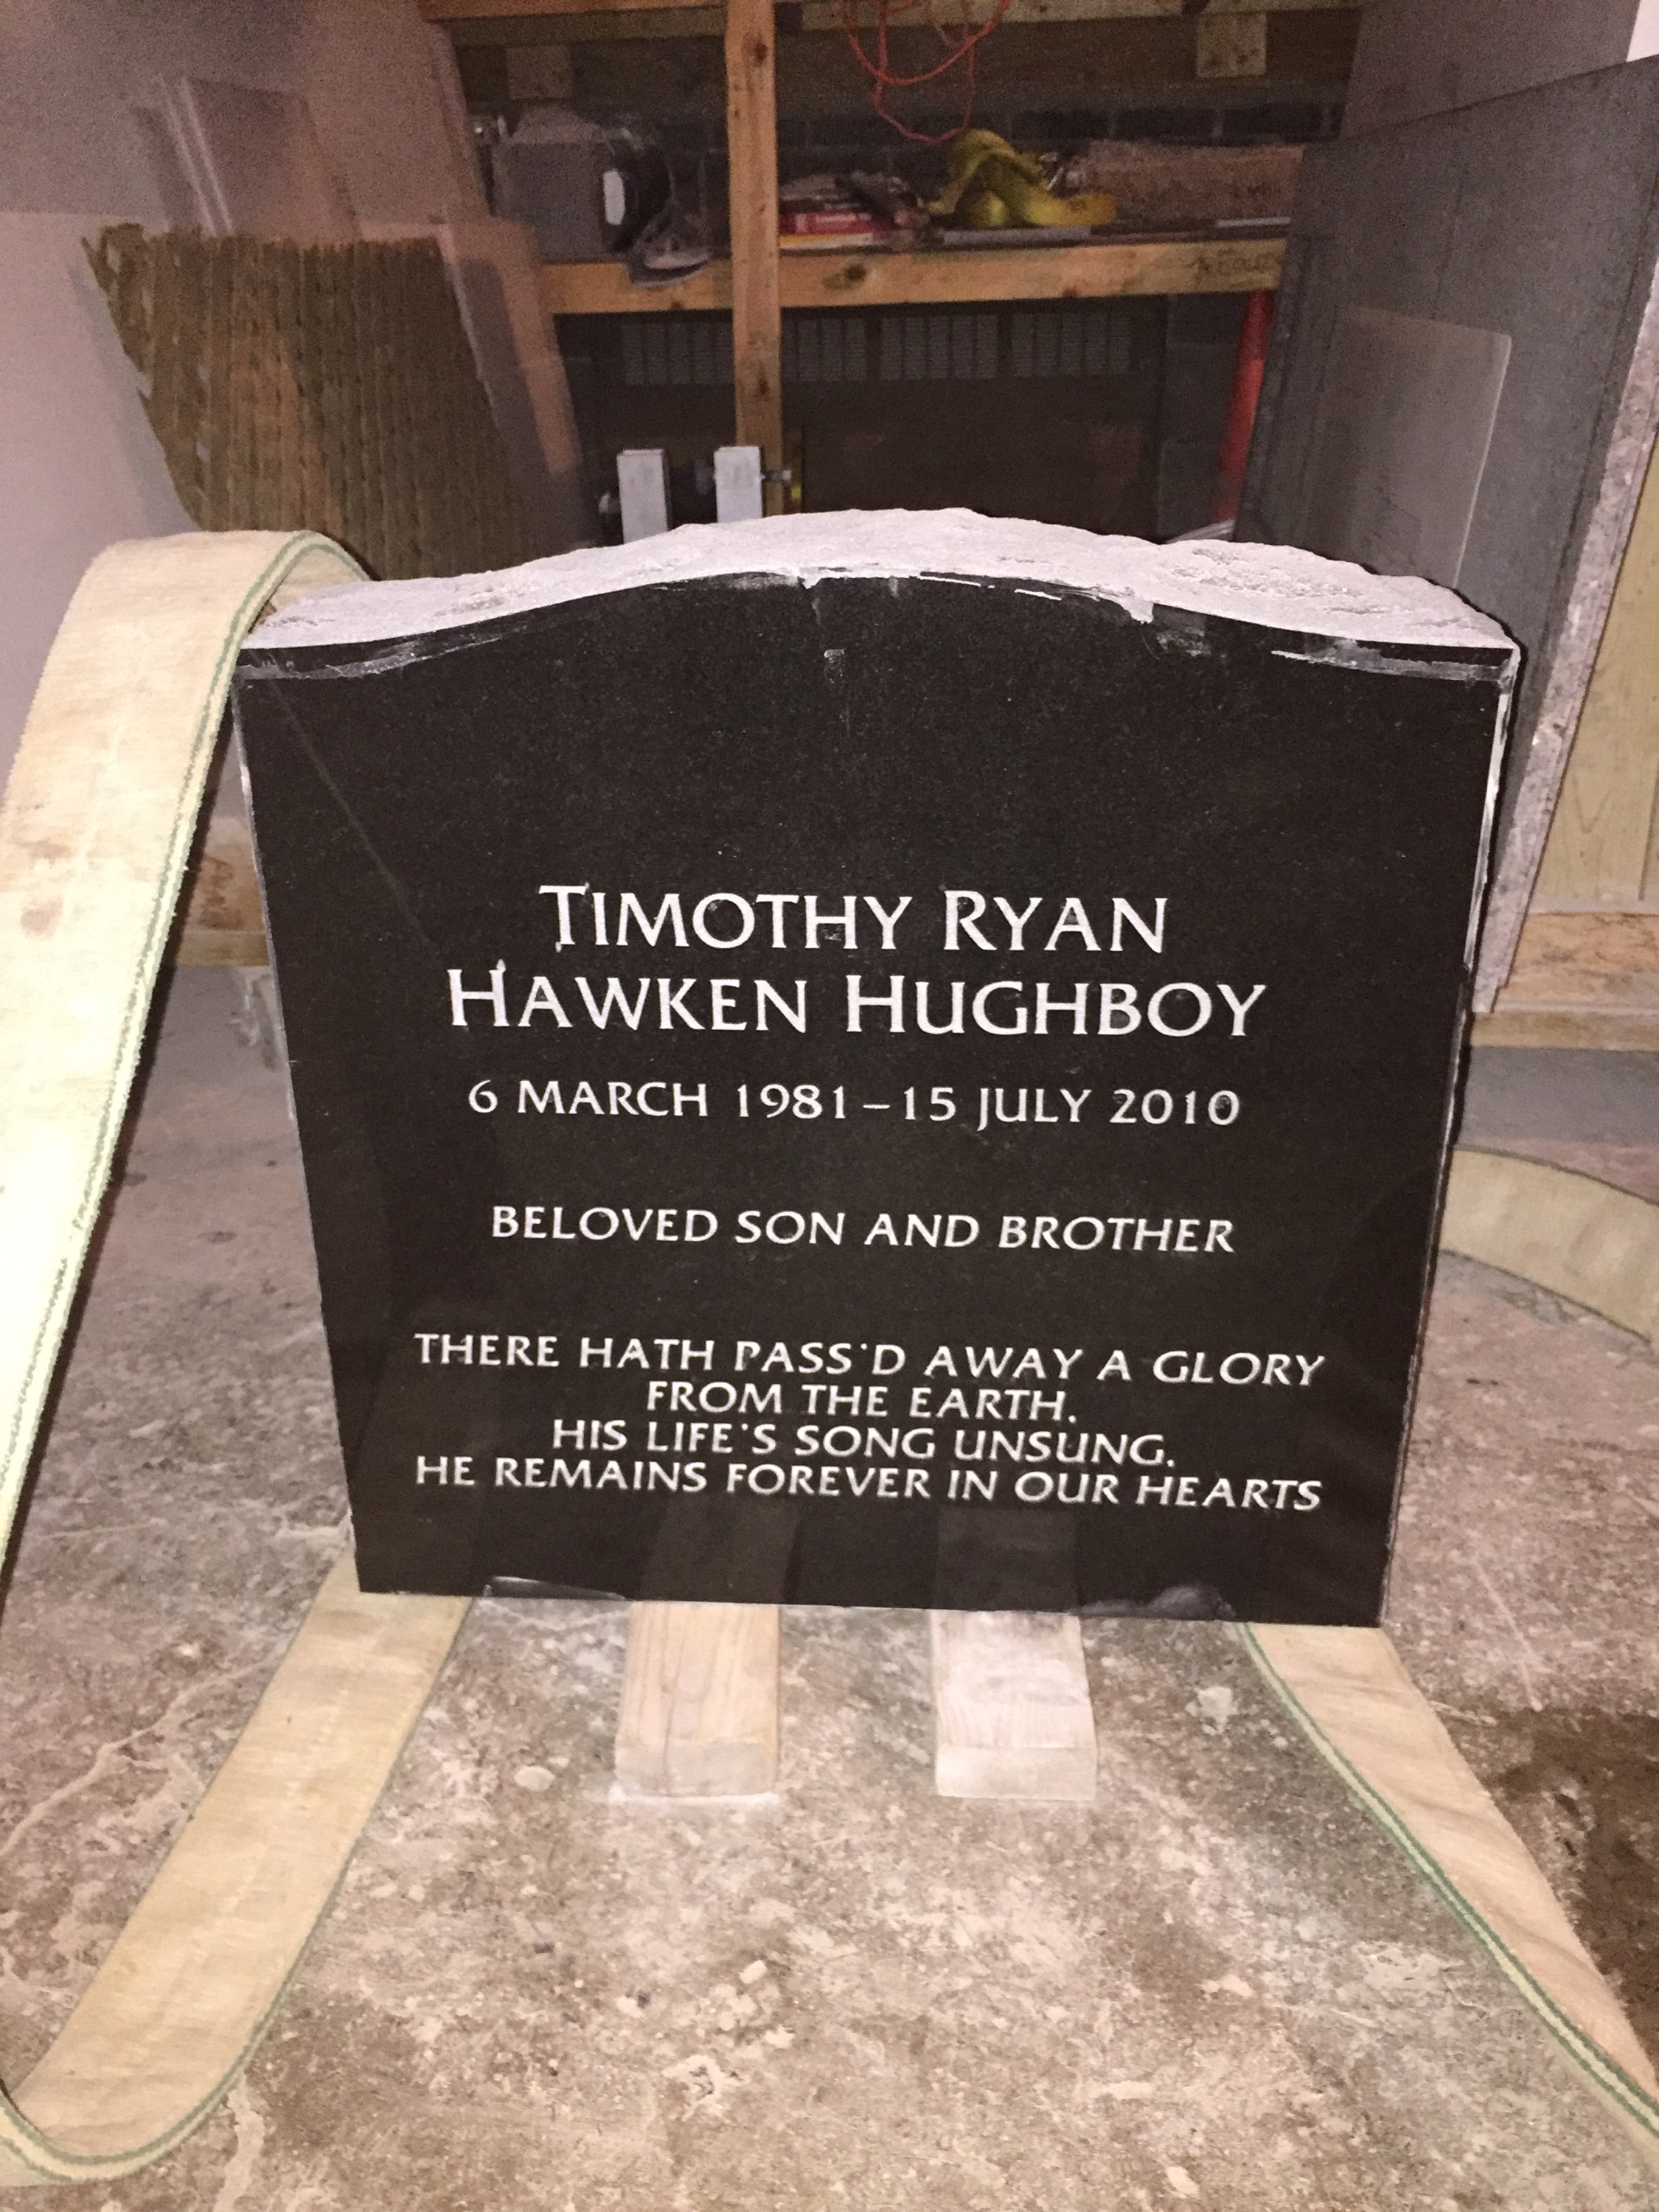 TIMOTHY RYAN
HAWKEN HUGHBOY
6 MARCH 1981 – 15 JULY 2010
BELOVED SON AND BROTHER
THERE HATH PASS'D AWAY A GLORY
FROM THE EARTH.
HIS LIFE'S SONG UNSUNG.
HE REMAINS FOREVER IN OUR HEARTS